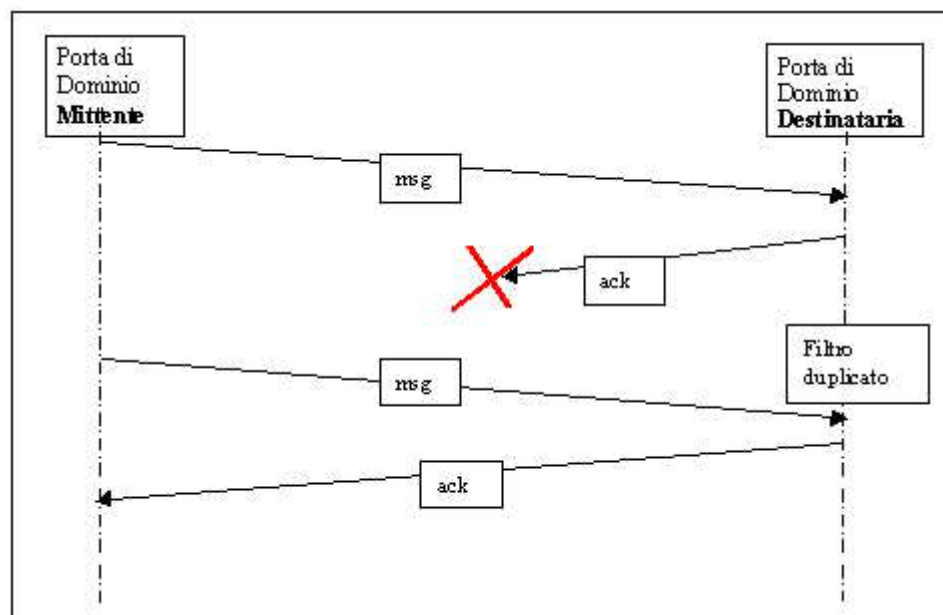 Porta di
Dominio
Mittente
Porta di
Dominio
Destinataria
msg
ack
Filtro
duplicato
msg
ack